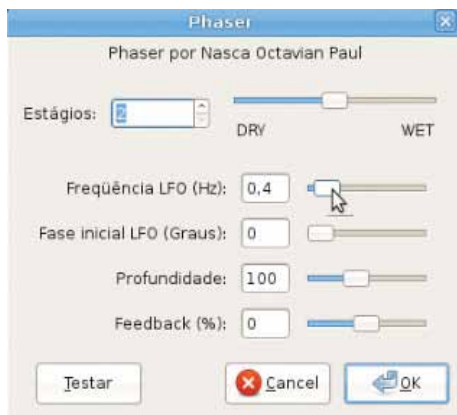 Phaser
Phaser por Nasca Octavian Paul
Estágios: 2
DRY WET
Freqüência LFO (Hz): 0,4
Fase inicial LFO (Graus): 0
Profundidade: 100
Feedback (%): 0
Testar Cancel OK